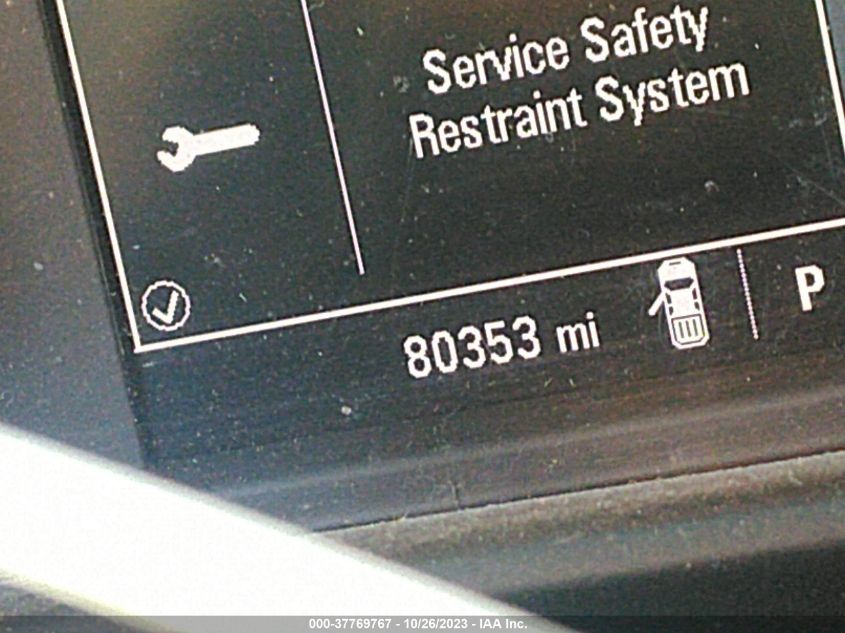 Service Safety
Restraint System
80353 mi
P
000-37769767 - 10/26/2023 - IAA Inc.